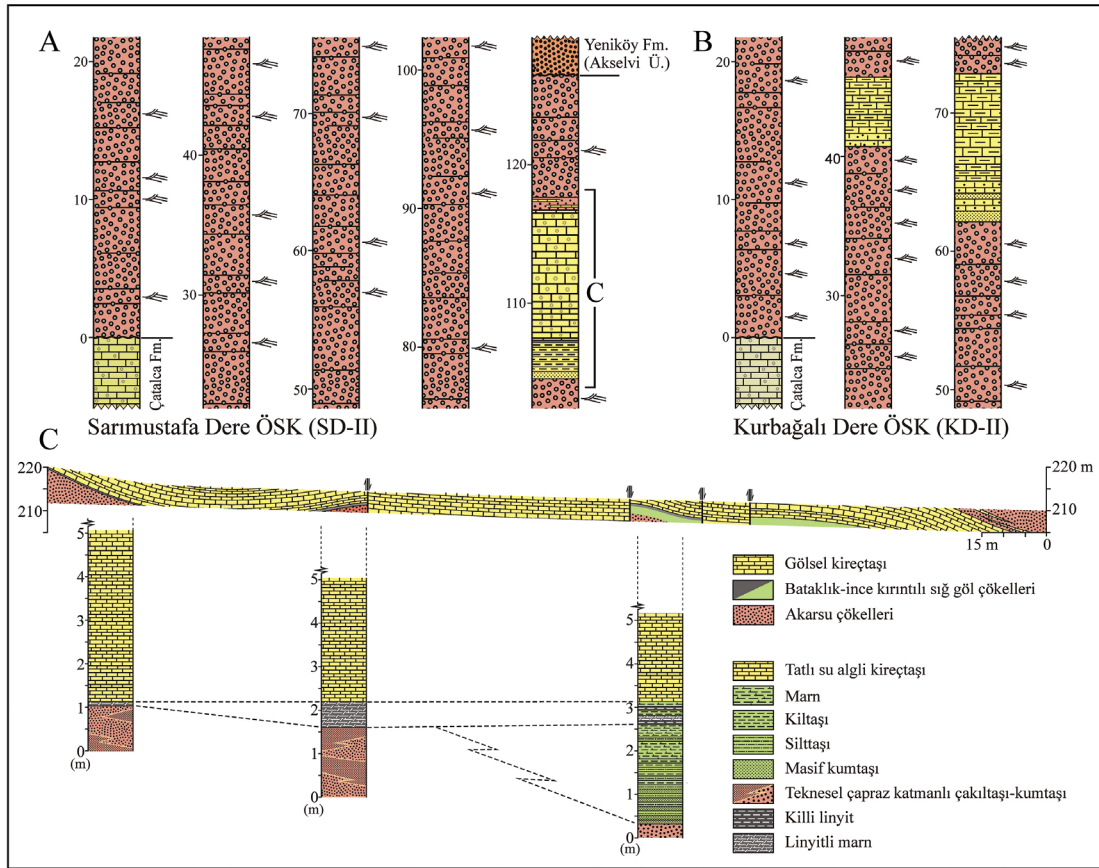 A
B
Yeniköy Fm.
(Akselvi Ü.)
20
10
0
Çatalca Fm.
40
30
70
60
50
90
80
100
120
110
C
20
10
0
Çatalca Fm.
40
30
70
60
50
Sarımustafa Dere ÖSK (SD-II)
Kurbağalı Dere ÖSK (KD-II)
C
220
210
220 m
210
15 m
0
5
4
3
2
1
0
(m)
5
4
3
2
1
0
(m)
5
4
3
2
1
0
(m)
Gölsel kireçtaşı
Bataklık-ince kırıntılı sığ göl çökelleri
Akarsu çökelleri
Tatlı su algli kireçtaşı
Marn
Kiltaşı
Silttaşı
Masif kumtaşı
Teknesel çapraz katmanlı çakıltaşı-kumtaşı
Killi linyit
Linyitli marn